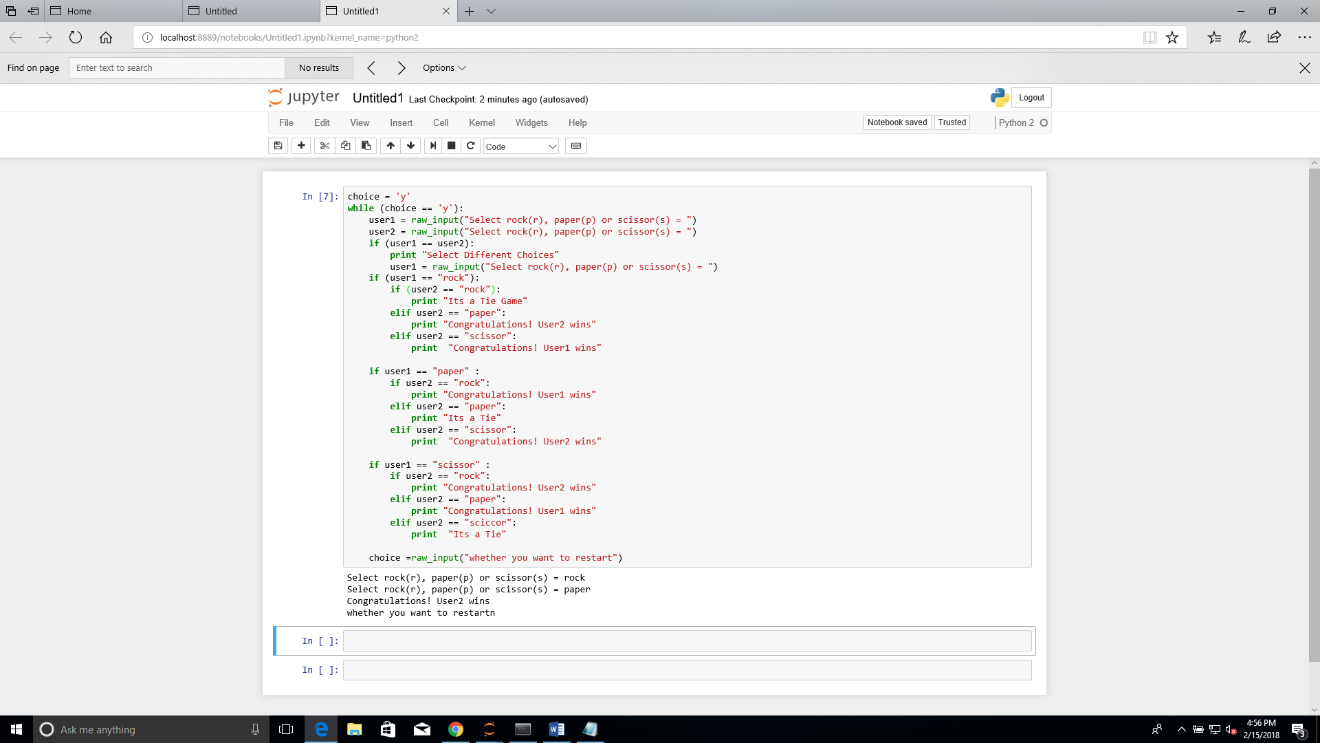 Home
Untitled
Untitled1
localhost:8889/notebooks/Untitled1.ipynb?kernel_name=python2
Find on page
Enter text to search
No results
Options
jupyter Untitled1 Last Checkpoint: 2 minutes ago (autosaved)
Logout
File Edit View Insert Cell Kernel Widgets Help
Notebook saved
Trusted
Python 2
Code
In [7]:
choice = 'y'
while (choice == 'y'):
    user1 = raw_input("Select rock(r), paper(p) or scissor(s) = ")
    user2 = raw_input("Select rock(r), paper(p) or scissor(s) = ")
    if (user1 == user2):
        print "Select Different Choices"
        user1 = raw_input("Select rock(r), paper(p) or scissor(s) = ")
    if (user1 == "rock"):
        if (user2 == "rock"):
            print "Its a Tie Game"
        elif user2 == "paper":
            print "Congratulations! User2 wins"
        elif user2 == "scissor":
            print  "Congratulations! User1 wins"
    if user1 == "paper" :
        if user2 == "rock":
            print "Congratulations! User1 wins"
        elif user2 == "paper":
            print "Its a Tie"
        elif user2 == "scissor":
            print  "Congratulations! User2 wins"
    if user1 == "scissor" :
        if user2 == "rock":
            print "Congratulations! User2 wins"
        elif user2 == "paper":
            print "Congratulations! User1 wins"
        elif user2 == "sciccor":
            print  "Its a Tie"
    choice =raw_input("whether you want to restart")
Select rock(r), paper(p) or scissor(s) = rock
Select rock(r), paper(p) or scissor(s) = paper
Congratulations! User2 wins
whether you want to restartn
In [ ]:
In [ ]:
Ask me anything
4:56 PM
2/15/2018
3